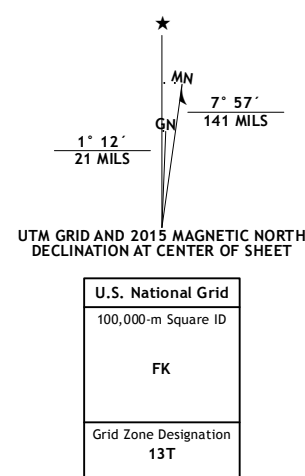 ★
MN
GN
7° 57´
141 MILS
1° 12´
21 MILS
UTM GRID AND 2015 MAGNETIC NORTH
DECLINATION AT CENTER OF SHEET
U.S. National Grid
100,000-m Square ID
FK
Grid Zone Designation
13T